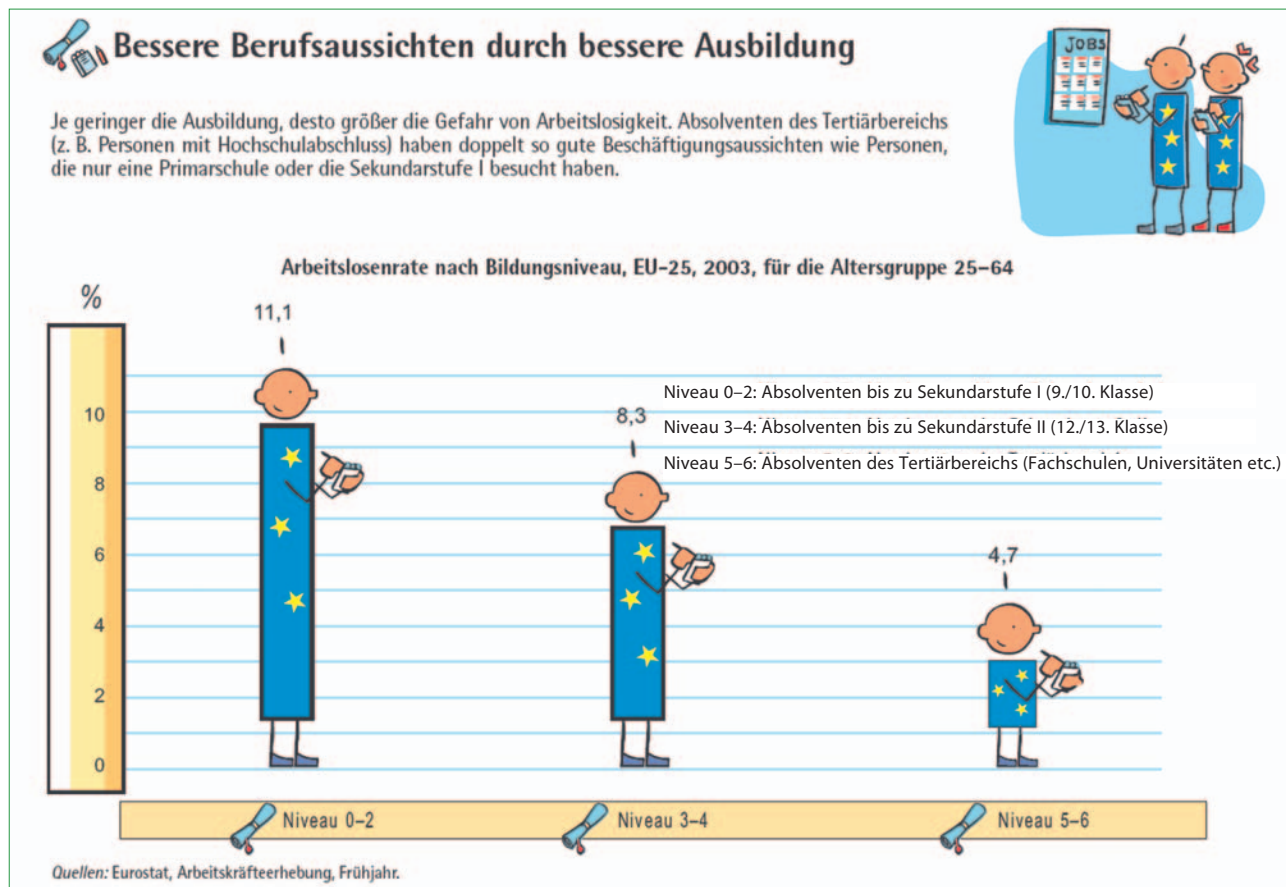 Bessere Berufsaussichten durch bessere Ausbildung
JOBS
Je geringer die Ausbildung, desto größer die Gefahr von Arbeitslosigkeit. Absolventen des Tertiärbereichs
(z. B. Personen mit Hochschulabschluss) haben doppelt so gute Beschäftigungsaussichten wie Personen,
die nur eine Primarschule oder die Sekundarstufe I besucht haben.
Arbeitslosenrate nach Bildungsniveau, EU-25, 2003, für die Altersgruppe 25–64
%
11,1
Niveau 0–2: Absolventen bis zu Sekundarstufe I (9./10. Klasse)
10
8,3
Niveau 3–4: Absolventen bis zu Sekundarstufe II (12./13. Klasse)
Niveau 5–6: Absolventen des Tertiärbereichs (Fachschulen, Universitäten etc.)
8
6
4,7
4
2
0
Niveau 0–2
Niveau 3–4
Niveau 5–6
Quellen: Eurostat, Arbeitskräfteerhebung, Frühjahr.